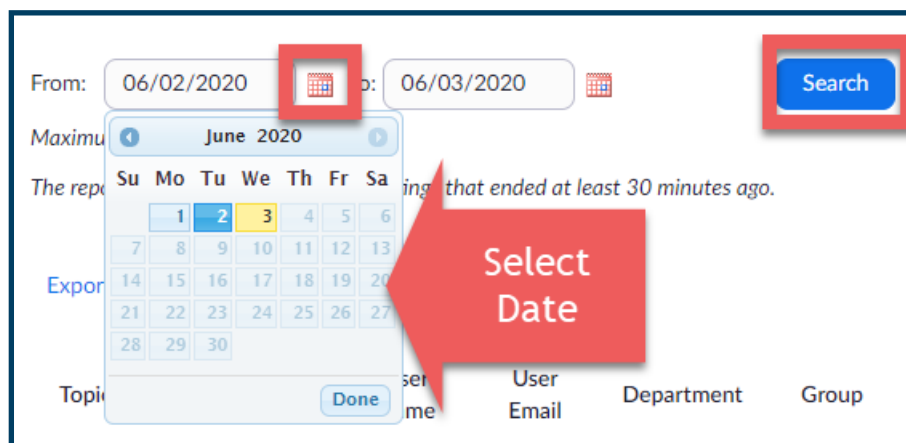 From: 06/02/2020 o: 06/03/2020 Search
Maximu
June 2020
The repo ings that ended at least 30 minutes ago.
Su Mo Tu We Th Fr Sa
1 2 3 4 5 6
7 8 9 10 11 12 13
14 15 16 17 18 19 20
21 22 23 24 25 26 27
28 29 30
Select
Date
Expor
Done
Topi ser
me User
Email Department Group